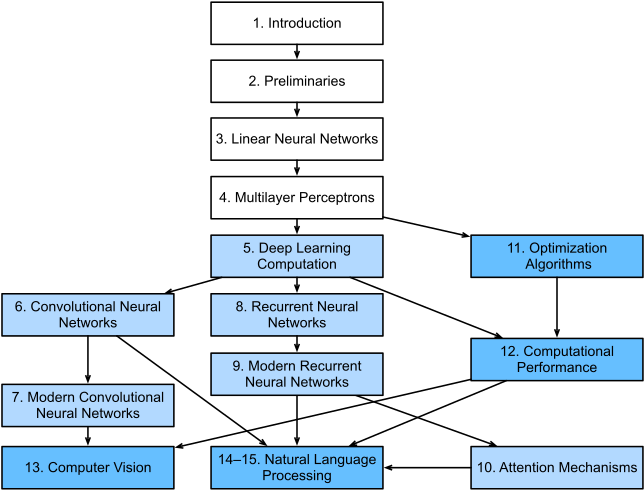 1. Introduction
2. Preliminaries
3. Linear Neural Networks
4. Multilayer Perceptrons
5. Deep Learning
Computation
11. Optimization
Algorithms
6. Convolutional Neural
Networks
8. Recurrent Neural
Networks
12. Computational
Performance
9. Modern Recurrent
Neural Networks
7. Modern Convolutional
Neural Networks
13. Computer Vision
14–15. Natural Language
Processing
10. Attention Mechanisms